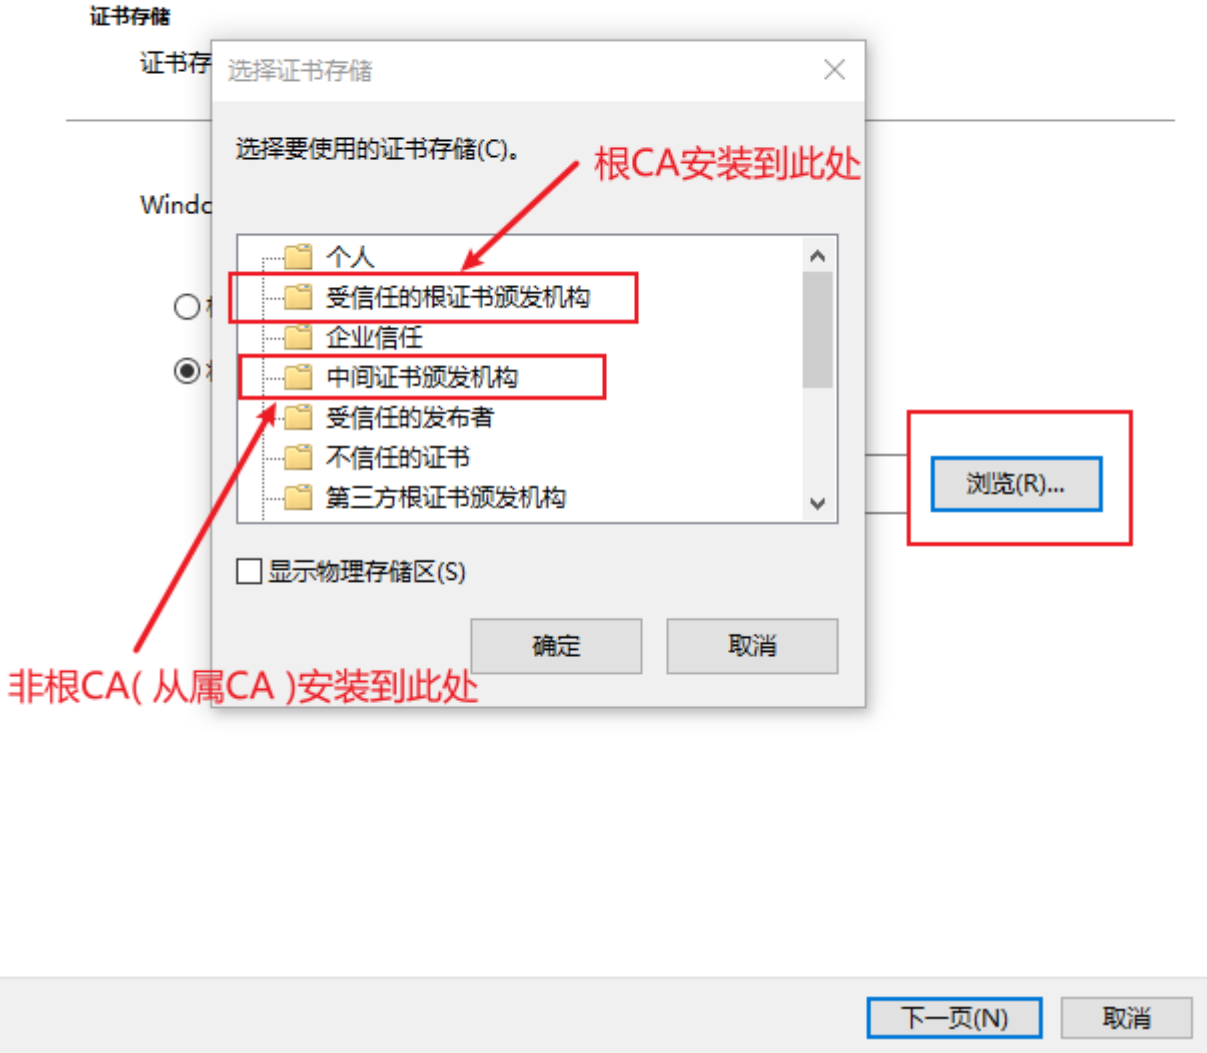 证书存储
证书存
选择证书存储
选择要使用的证书存储(C)。
根CA安装到此处
Windo
个人
受信任的根证书颁发机构
企业信任
中间证书颁发机构
受信任的发布者
不信任的证书
第三方根证书颁发机构
浏览(R)...
显示物理存储区(S)
确定
取消
非根CA( 从属CA )安装到此处
下一页(N)
取消